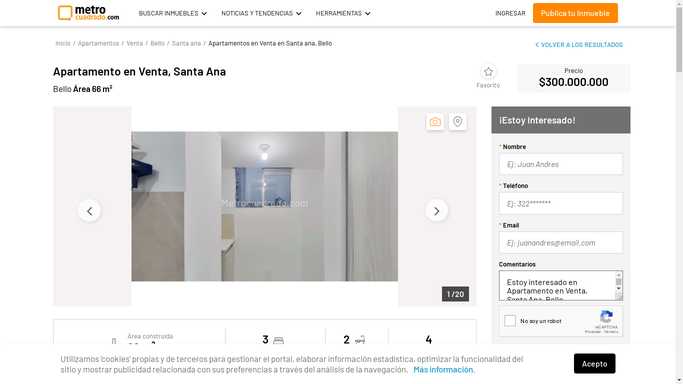 metro
cuadrado.com
BUSCAR INMUEBLES
NOTICIAS Y TENDENCIAS
HERRAMIENTAS
INGRESAR
Publica tu Inmueble
Inicio / Apartamentos / Venta / Bello / Santa ana / Apartamentos en Venta en Santa ana, Bello
VOLVER A LOS RESULTADOS
Apartamento en Venta, Santa Ana
Bello Área 66 m²
Favorito
Precio
$300.000.000
Metrocuadrado.com
1 /20
¡Estoy Interesado!
* Nombre
Ej: Juan Andres
* Teléfono
Ej: 322*******
* Email
Ej: juanandres@email.com
Comentarios
Estoy interesado en
Apartamento en Venta,
Santa Ana, Bello
No soy un robot
reCAPTCHA
Privacidad - Términos
Área construida
3
2
4
Utilizamos 'cookies' propias y de terceros para gestionar el portal, elaborar información estadística, optimizar la funcionalidad del
sitio y mostrar publicidad relacionada con sus preferencias a través del análisis de la navegación. Más información.
Acepto